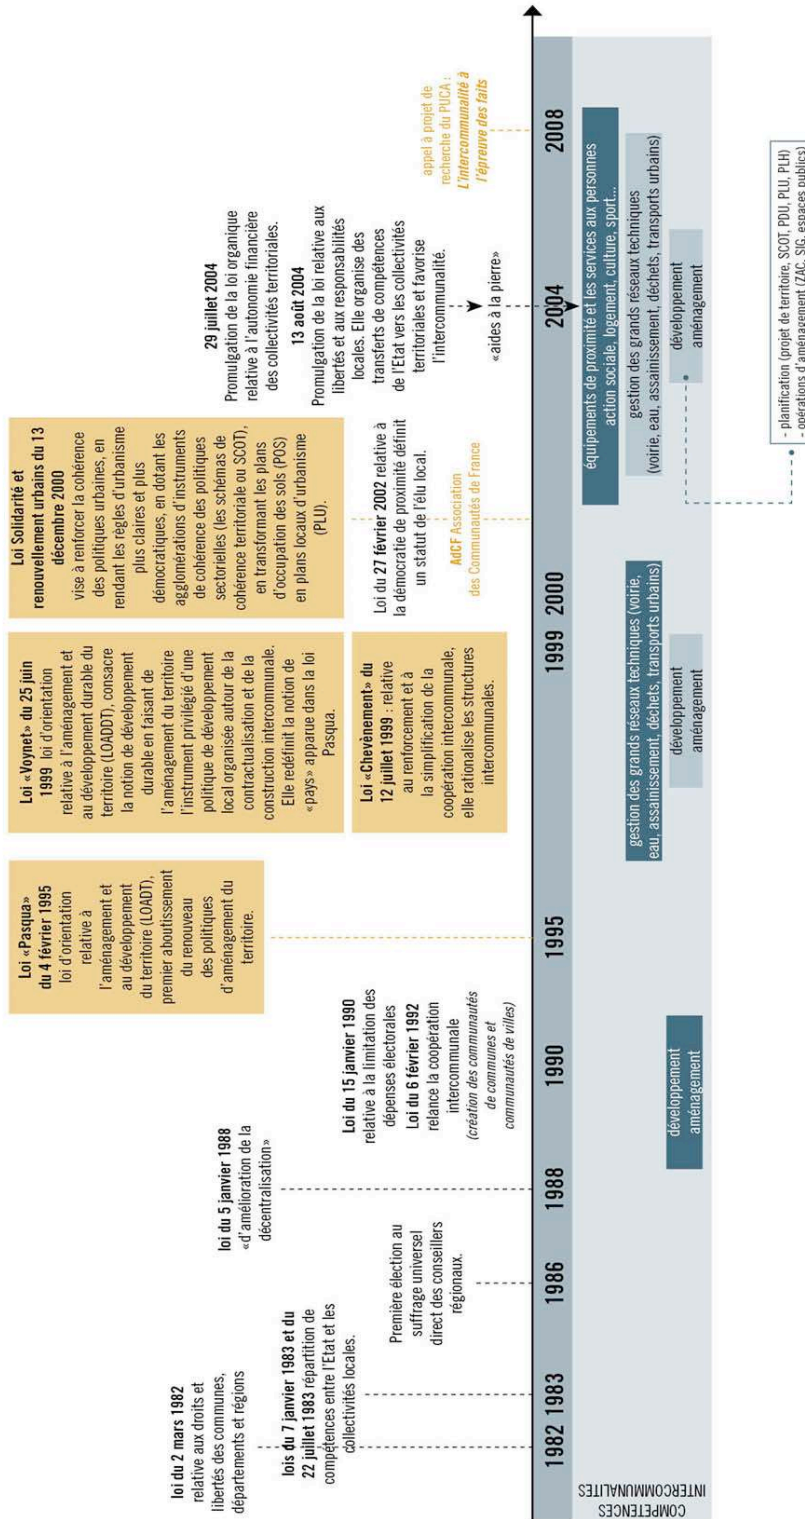 loi du 2 mars 1982
relative aux droits et
libertés des communes,
départements et régions
lois du 7 janvier 1983 et du
22 juillet 1983 répartition de
compétences entre l'Etat et les
collectivités locales.
Première élection au
suffrage universel
direct des conseillers
régionaux.
loi du 5 janvier 1988
«d'amélioration de la
décentralisation»
Loi du 15 janvier 1990
relative à la limitation des
dépenses électorales
Loi du 6 février 1992
relance la coopération
intercommunale
(création des communautés
de communes et
communautés de villes)
Loi «Pasqua»
du 4 février 1995
loi d'orientation
relative à
l'aménagement et
au développement
du territoire (LOADT),
premier aboutissement
du renouveau
des politiques
d'aménagement du
territoire.
Loi «Voynet» du 25 juin
1999 loi d'orientation
relative à l'aménagement et
au développement durable du
territoire (LOADDT), consacre
la notion de développement
durable en faisant de
l'aménagement du territoire
l'instrument privilégié d'une
politique de développement
local organisée autour de la
contractualisation et de la
construction intercommunale.
Elle redéfinit la notion de
«pays» apparue dans la loi
Pasqua.
Loi «Chevènement» du
12 juillet 1999 : relative
au renforcement et à
la simplification de la
coopération intercommunale,
elle rationalise les structures
intercommunales.
Loi Solidarité et
renouvellement urbains du 13
décembre 2000
vise à renforcer la cohérence
des politiques urbaines, en
rendant les règles d'urbanisme
plus claires et plus
démocratiques, en dotant les
agglomérations d'instruments
de cohérence des politiques
sectorielles (les schémas de
cohérence territoriale ou SCOT),
en transformant les plans
d'occupation des sols (POS)
en plans locaux d'urbanisme
(PLU).
Loi du 27 février 2002 relative à
la démocratie de proximité définit
un statut de l'élu local.
AdCF Association
des Communautés de France
29 juillet 2004
Promulgation de la loi organique
relative à l'autonomie financière
des collectivités territoriales.
13 août 2004
Promulgation de la loi relative aux
libertés et aux responsabilités
locales. Elle organise des
transferts de compétences
de l'Etat vers les collectivités
territoriales et favorise
l'intercommunalité.
«aides à la pierre»
appel à projet de
recherche du PUCA :
L'intercommunalité à
l'épreuve des faits
1982 1983 1986 1988 1990 1995 1999 2000 2004 2008
COMPÉTENCES
INTERCOMMUNALITÉS
développement
aménagement
gestion des grands réseaux techniques (voirie,
eau, assainissement, déchets, transports urbains)
développement
aménagement
équipements de proximité et les services aux personnes
action sociale, logement, culture, sport...
gestion des grands réseaux techniques
(voirie, eau, assainissement, déchets, transports urbains)
développement
aménagement
- planification (projet de territoire, SCOT, PDU, PLU, PLH)
- opérations d'aménagement (ZAC, SIG, espaces publics)